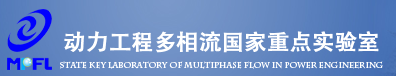 动力工程多相流国家重点实验室
MFL STATE KEY LABORATORY OF MULTIPHASE FLOW IN POWER ENGINEERING